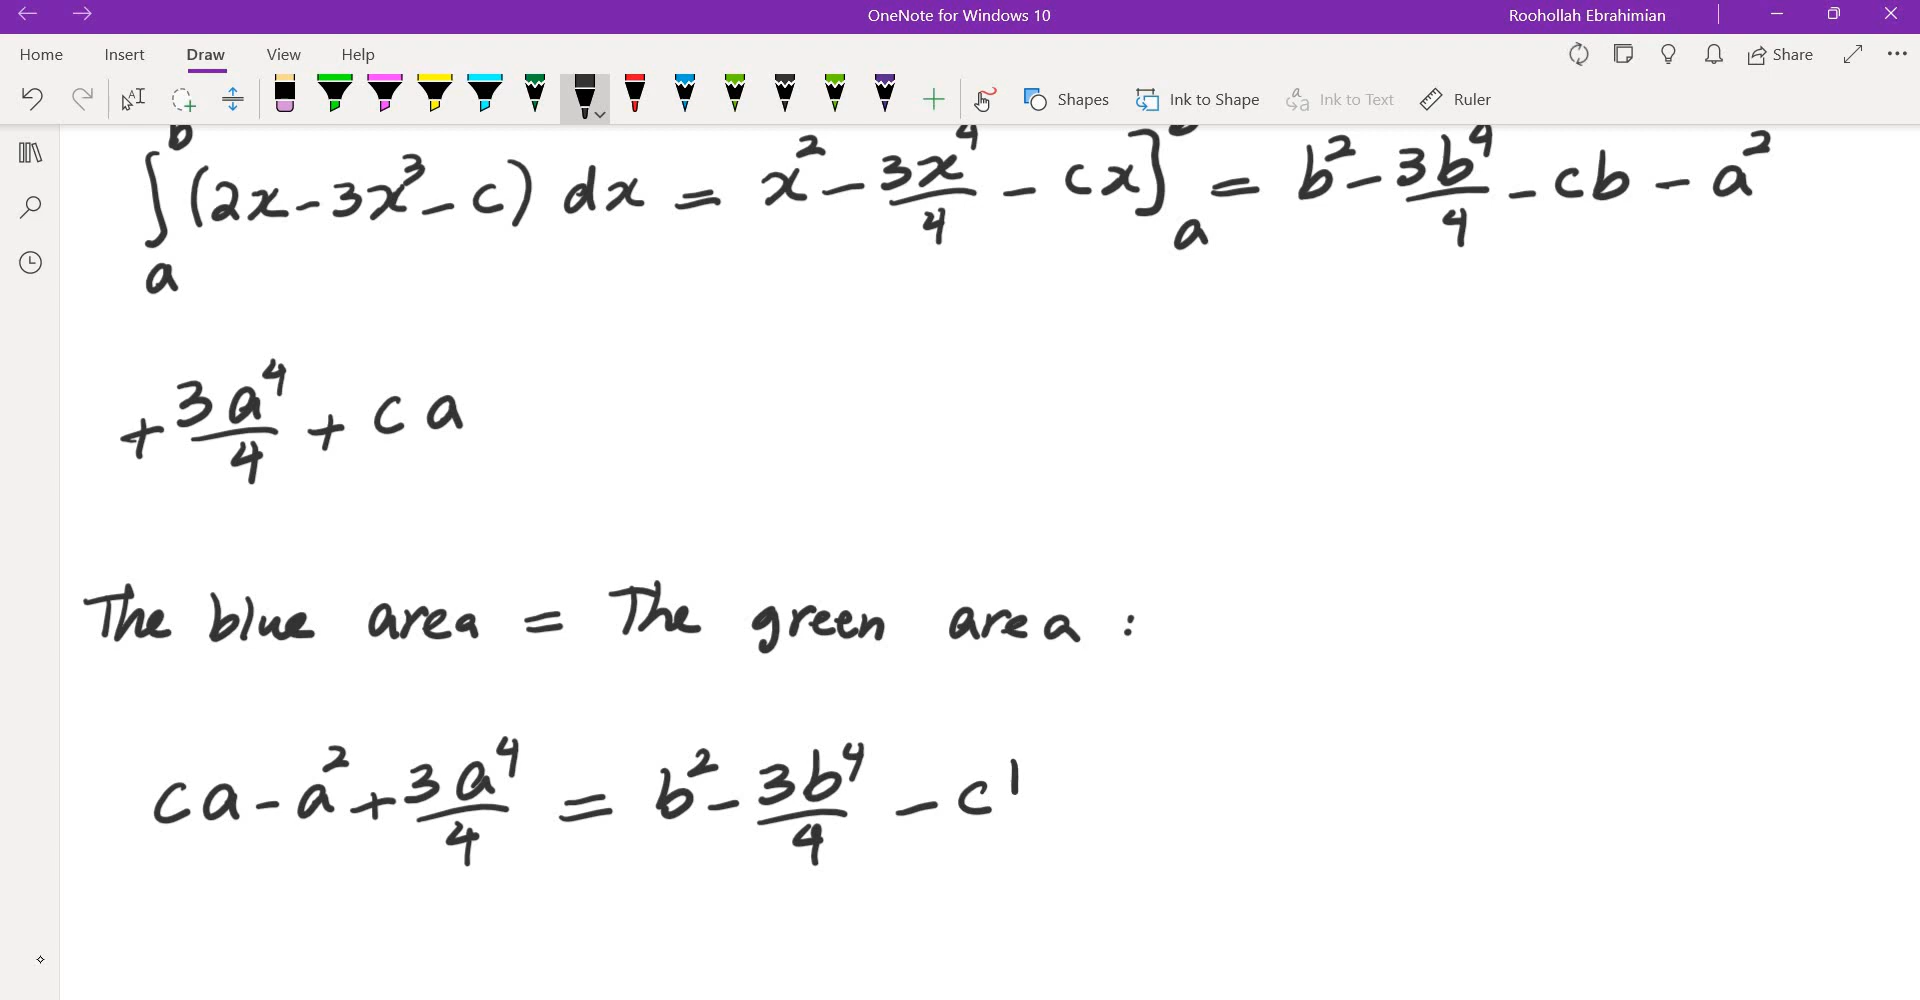 OneNote for Windows 10 Roohollah Ebrahimian
Home Insert Draw View Help Share
Shapes Ink to Shape Ink to Text Ruler
∫_a^b (2x - 3x³ - c) dx = x² - 3x⁴/4 - cx]_a = b² - 3b⁴/4 - cb - a²
+ 3a⁴/4 + ca
The blue area = The green area :
ca - a² + 3a⁴/4 = b² - 3b⁴/4 - c